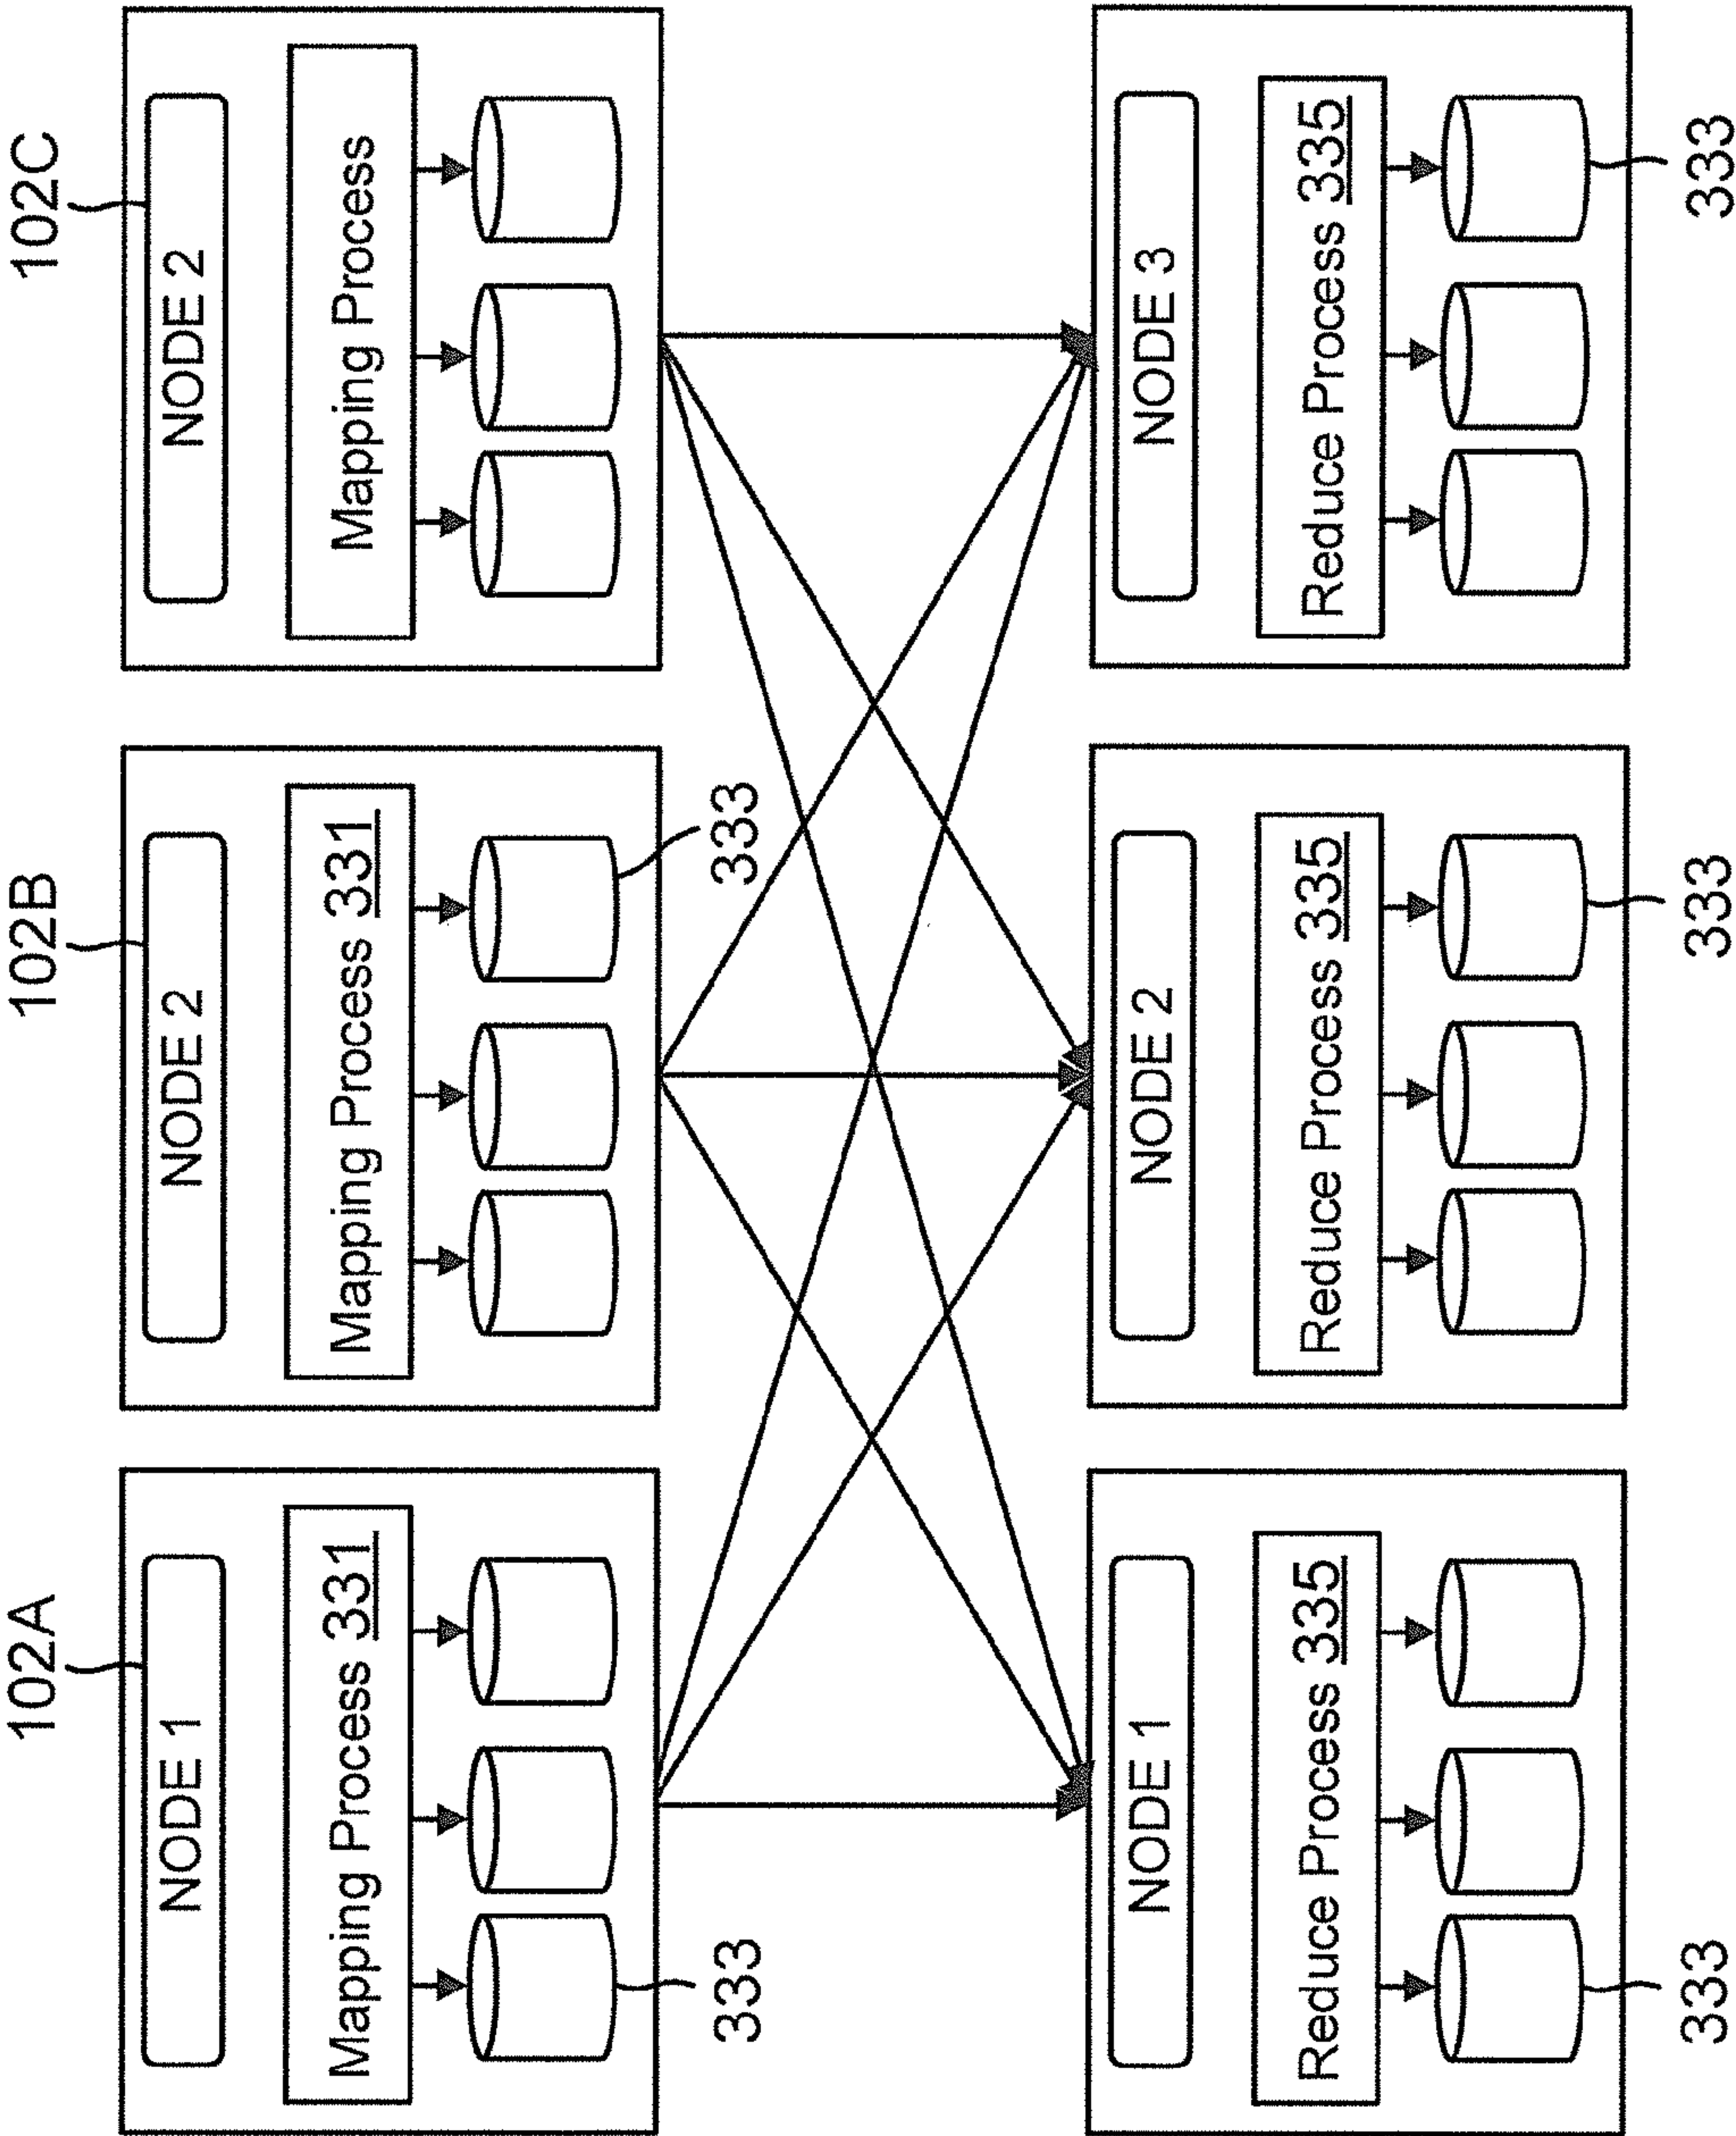 102A
102B
102C
NODE 1
NODE 2
NODE 2
Mapping Process 331
Mapping Process 331
Mapping Process
333
333
NODE 1
NODE 2
NODE 3
Reduce Process 335
Reduce Process 335
Reduce Process 335
333
333
333